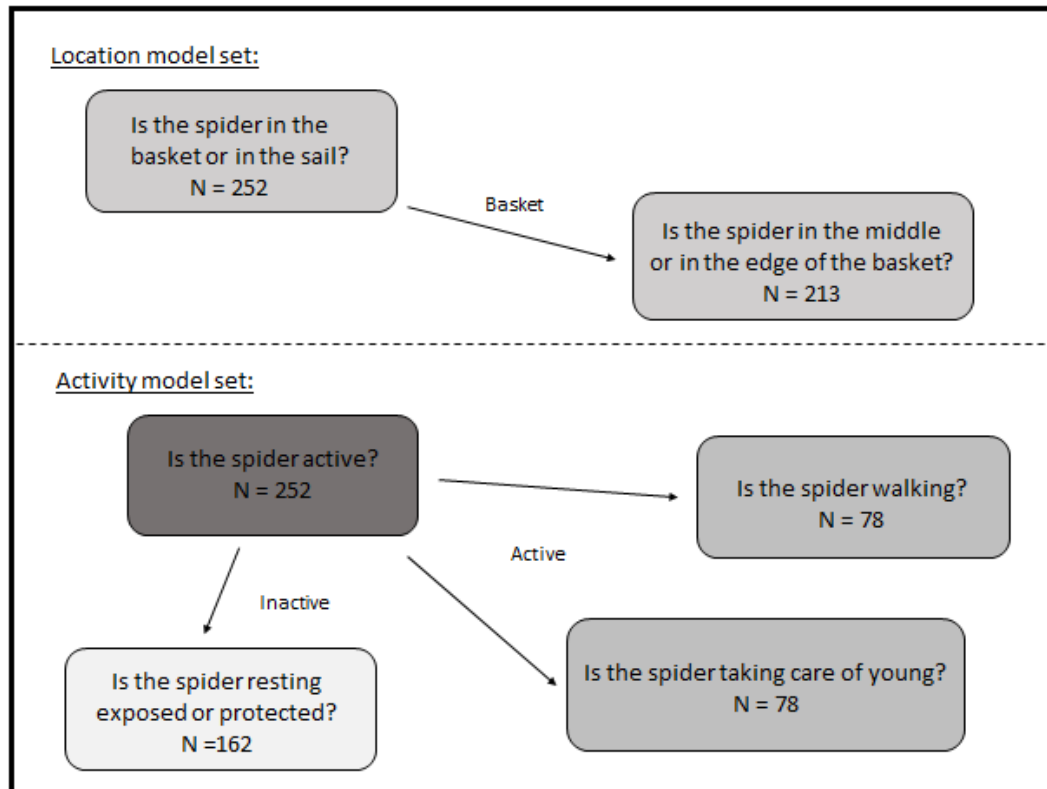 Location model set:
Is the spider in the
basket or in the sail?
N = 252
Basket
Is the spider in the middle
or in the edge of the basket?
N = 213
Activity model set:
Is the spider active?
N = 252
Is the spider walking?
N = 78
Active
Inactive
Is the spider taking care of young?
N = 78
Is the spider resting
exposed or protected?
N =162